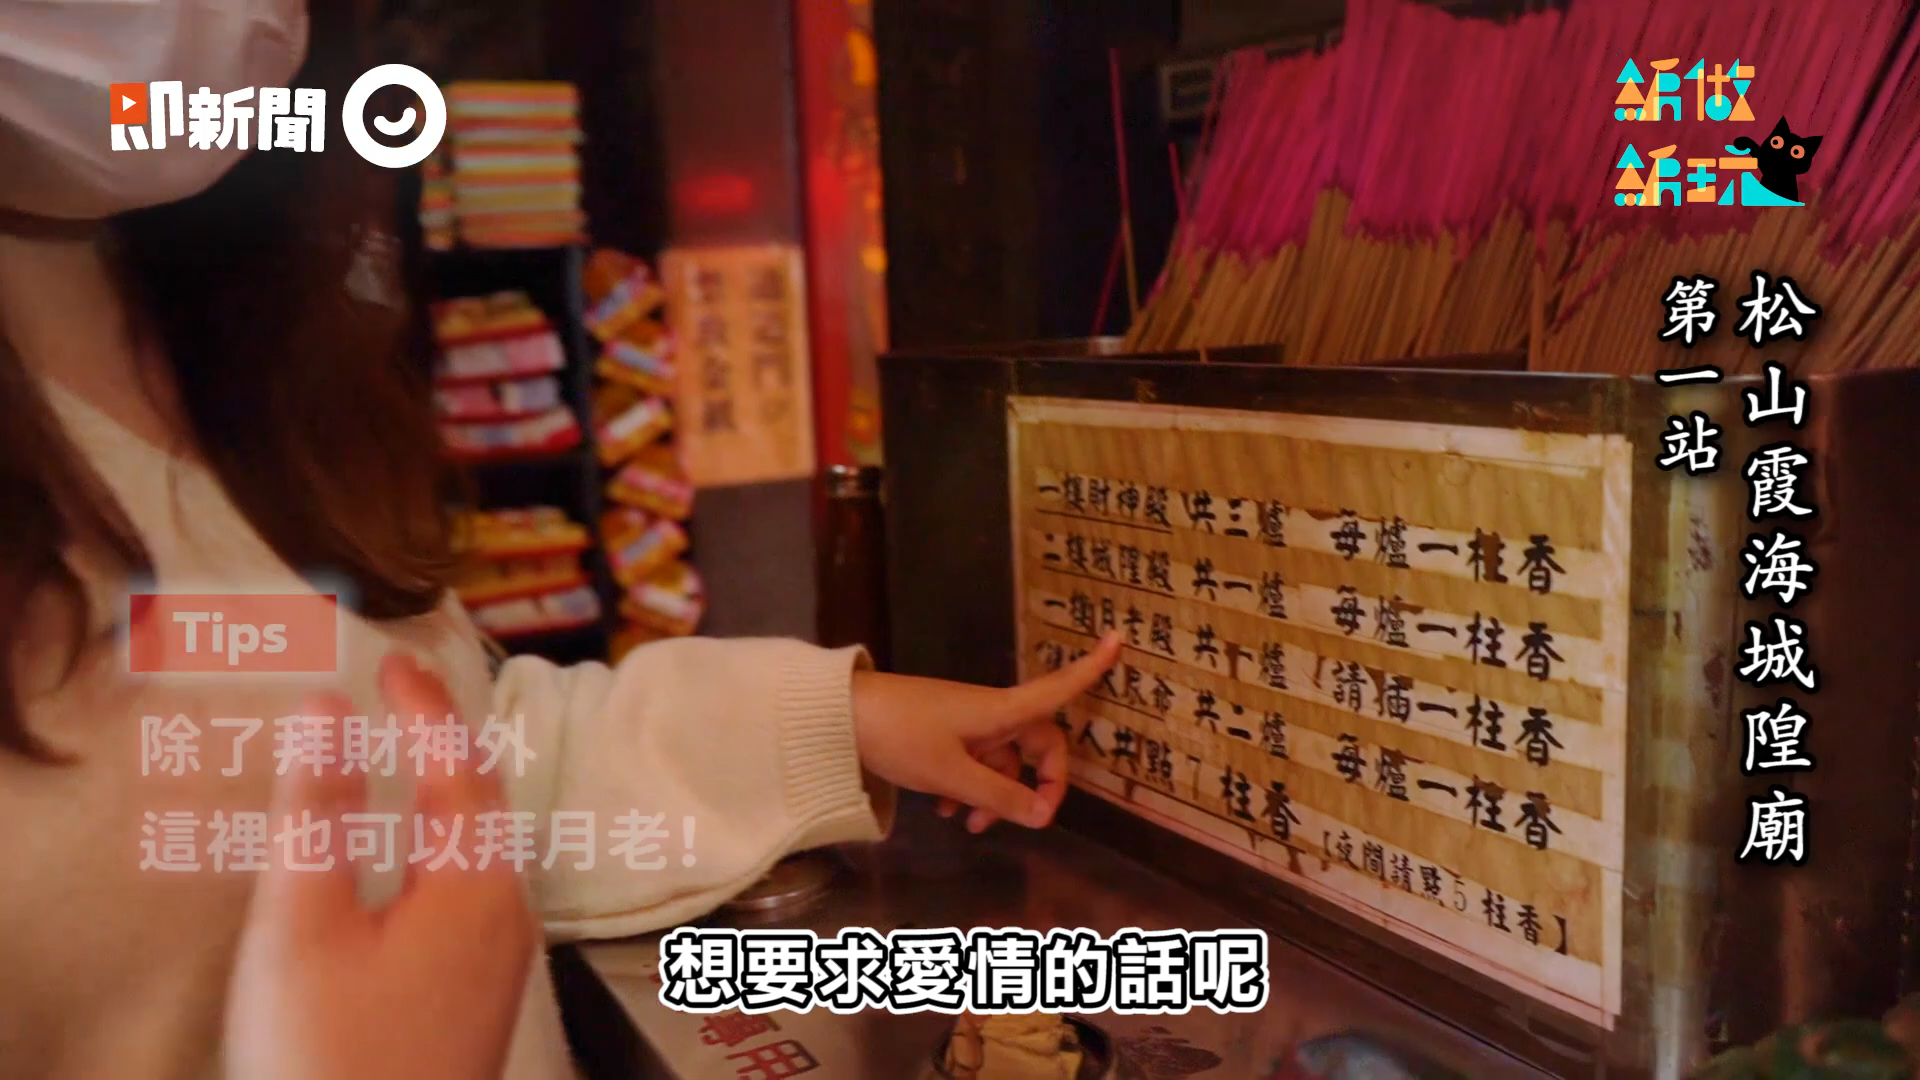 即新聞
編做
編玩
松山霞海城隍廟
第一站
一樓財神殿 共三爐 每爐一柱香
二樓城隍殿 共一爐 每爐一柱香
一樓月老殿 共一爐 請插一柱香
共二爐 每爐一柱香
人共點7柱香
【夜間請點5柱香】
Tips
除了拜財神外
這裡也可以拜月老!
想要求愛情的話呢
專用